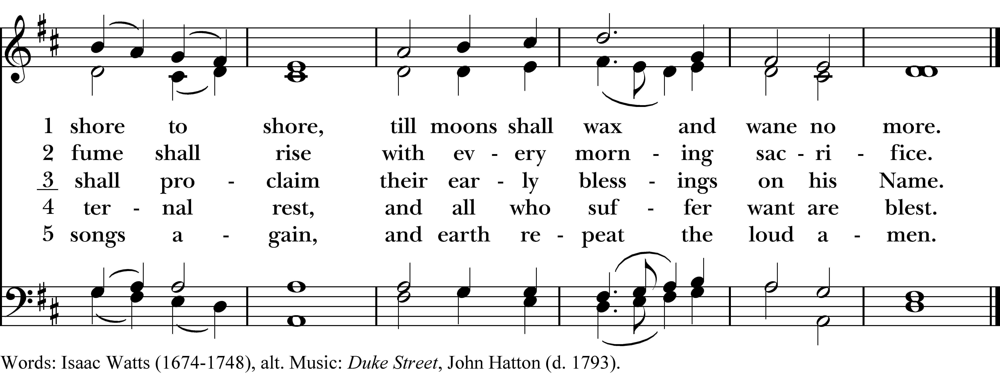 1 shore to shore, till moons shall wax and wane no more.
2 fume shall rise with ev - ery morn - ing sac - ri - fice.
3 shall pro - claim their ear - ly bless - ings on his Name.
4 ter - nal rest, and all who suf - fer want are blest.
5 songs a - gain, and earth re - peat the loud a - men.
Words: Isaac Watts (1674-1748), alt. Music: Duke Street, John Hatton (d. 1793).